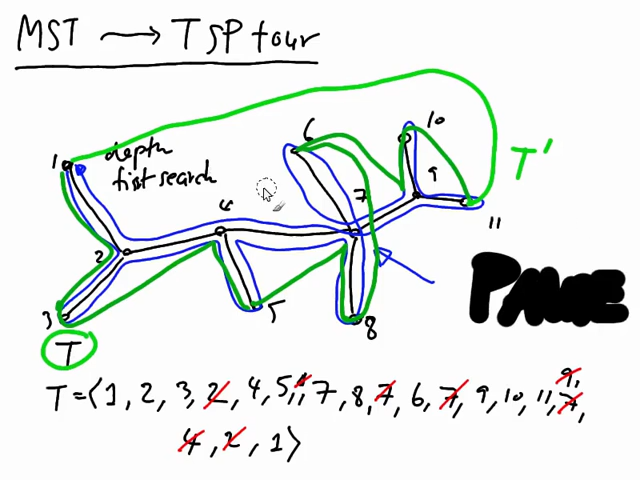 MST → TSP tour
6
10
1
depth
first search
9
T'
4
7
11
2
3
5
8
T
T = ⟨1, 2, 3, 2, 4, 5, 4, 7, 8, 7, 6, 7, 9, 10, 11, 9, 7,
4, 2, 1⟩